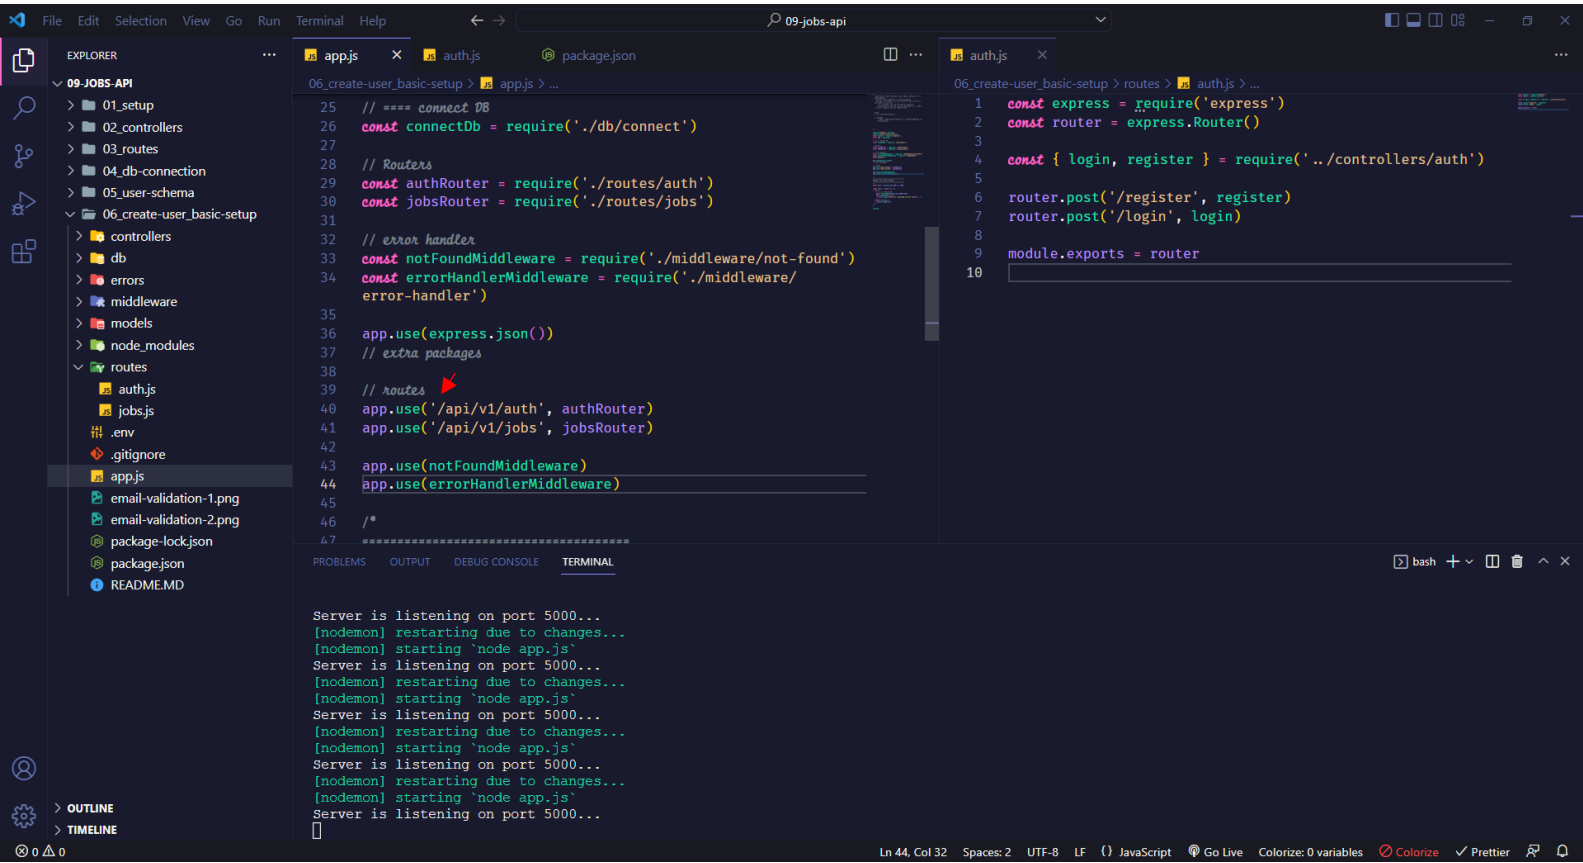 File Edit Selection View Go Run Terminal Help
09-jobs-api
EXPLORER
09-JOBS-API
01_setup
02_controllers
03_routes
04_db-connection
05_user-schema
06_create-user_basic-setup
controllers
db
errors
middleware
models
node_modules
routes
auth.js
jobs.js
.env
.gitignore
app.js
email-validation-1.png
email-validation-2.png
package-lock.json
package.json
README.MD
OUTLINE
TIMELINE
app.js auth.js package.json
06_create-user_basic-setup > app.js > ...
25 // ==== connect DB
26 const connectDb = require('./db/connect')
27
28 // Routers
29 const authRouter = require('./routes/auth')
30 const jobsRouter = require('./routes/jobs')
31
32 // error handler
33 const notFoundMiddleware = require('./middleware/not-found')
34 const errorHandlerMiddleware = require('./middleware/
error-handler')
35
36 app.use(express.json())
37 // extra packages
38
39 // routes
40 app.use('/api/v1/auth', authRouter)
41 app.use('/api/v1/jobs', jobsRouter)
42
43 app.use(notFoundMiddleware)
44 app.use(errorHandlerMiddleware)
45
46 /*
47
auth.js
06_create-user_basic-setup > routes > auth.js > ...
1 const express = require('express')
2 const router = express.Router()
3
4 const { login, register } = require('../controllers/auth')
5
6 router.post('/register', register)
7 router.post('/login', login)
8
9 module.exports = router
10
PROBLEMS OUTPUT DEBUG CONSOLE TERMINAL
bash
Server is listening on port 5000...
[nodemon] restarting due to changes...
[nodemon] starting `node app.js`
Server is listening on port 5000...
[nodemon] restarting due to changes...
[nodemon] starting `node app.js`
Server is listening on port 5000...
[nodemon] restarting due to changes...
[nodemon] starting `node app.js`
Server is listening on port 5000...
[nodemon] restarting due to changes...
[nodemon] starting `node app.js`
Server is listening on port 5000...
0 0
Ln 44, Col 32 Spaces: 2 UTF-8 LF {} JavaScript Go Live Colorize: 0 variables Colorize Prettier